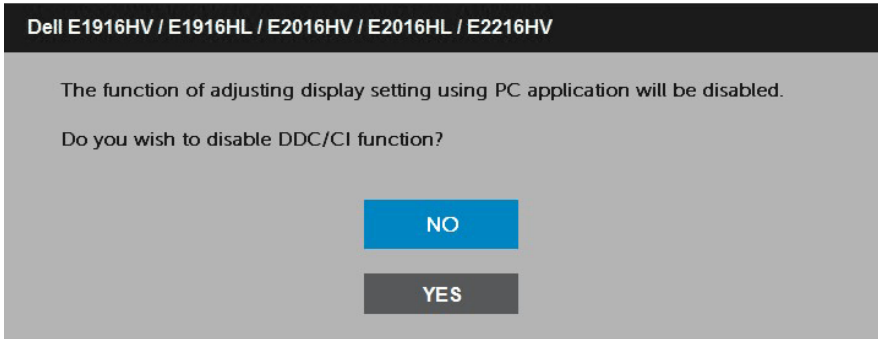 Dell E1916HV / E1916HL / E2016HV / E2016HL / E2216HV
The function of adjusting display setting using PC application will be disabled.
Do you wish to disable DDC/CI function?
NO
YES